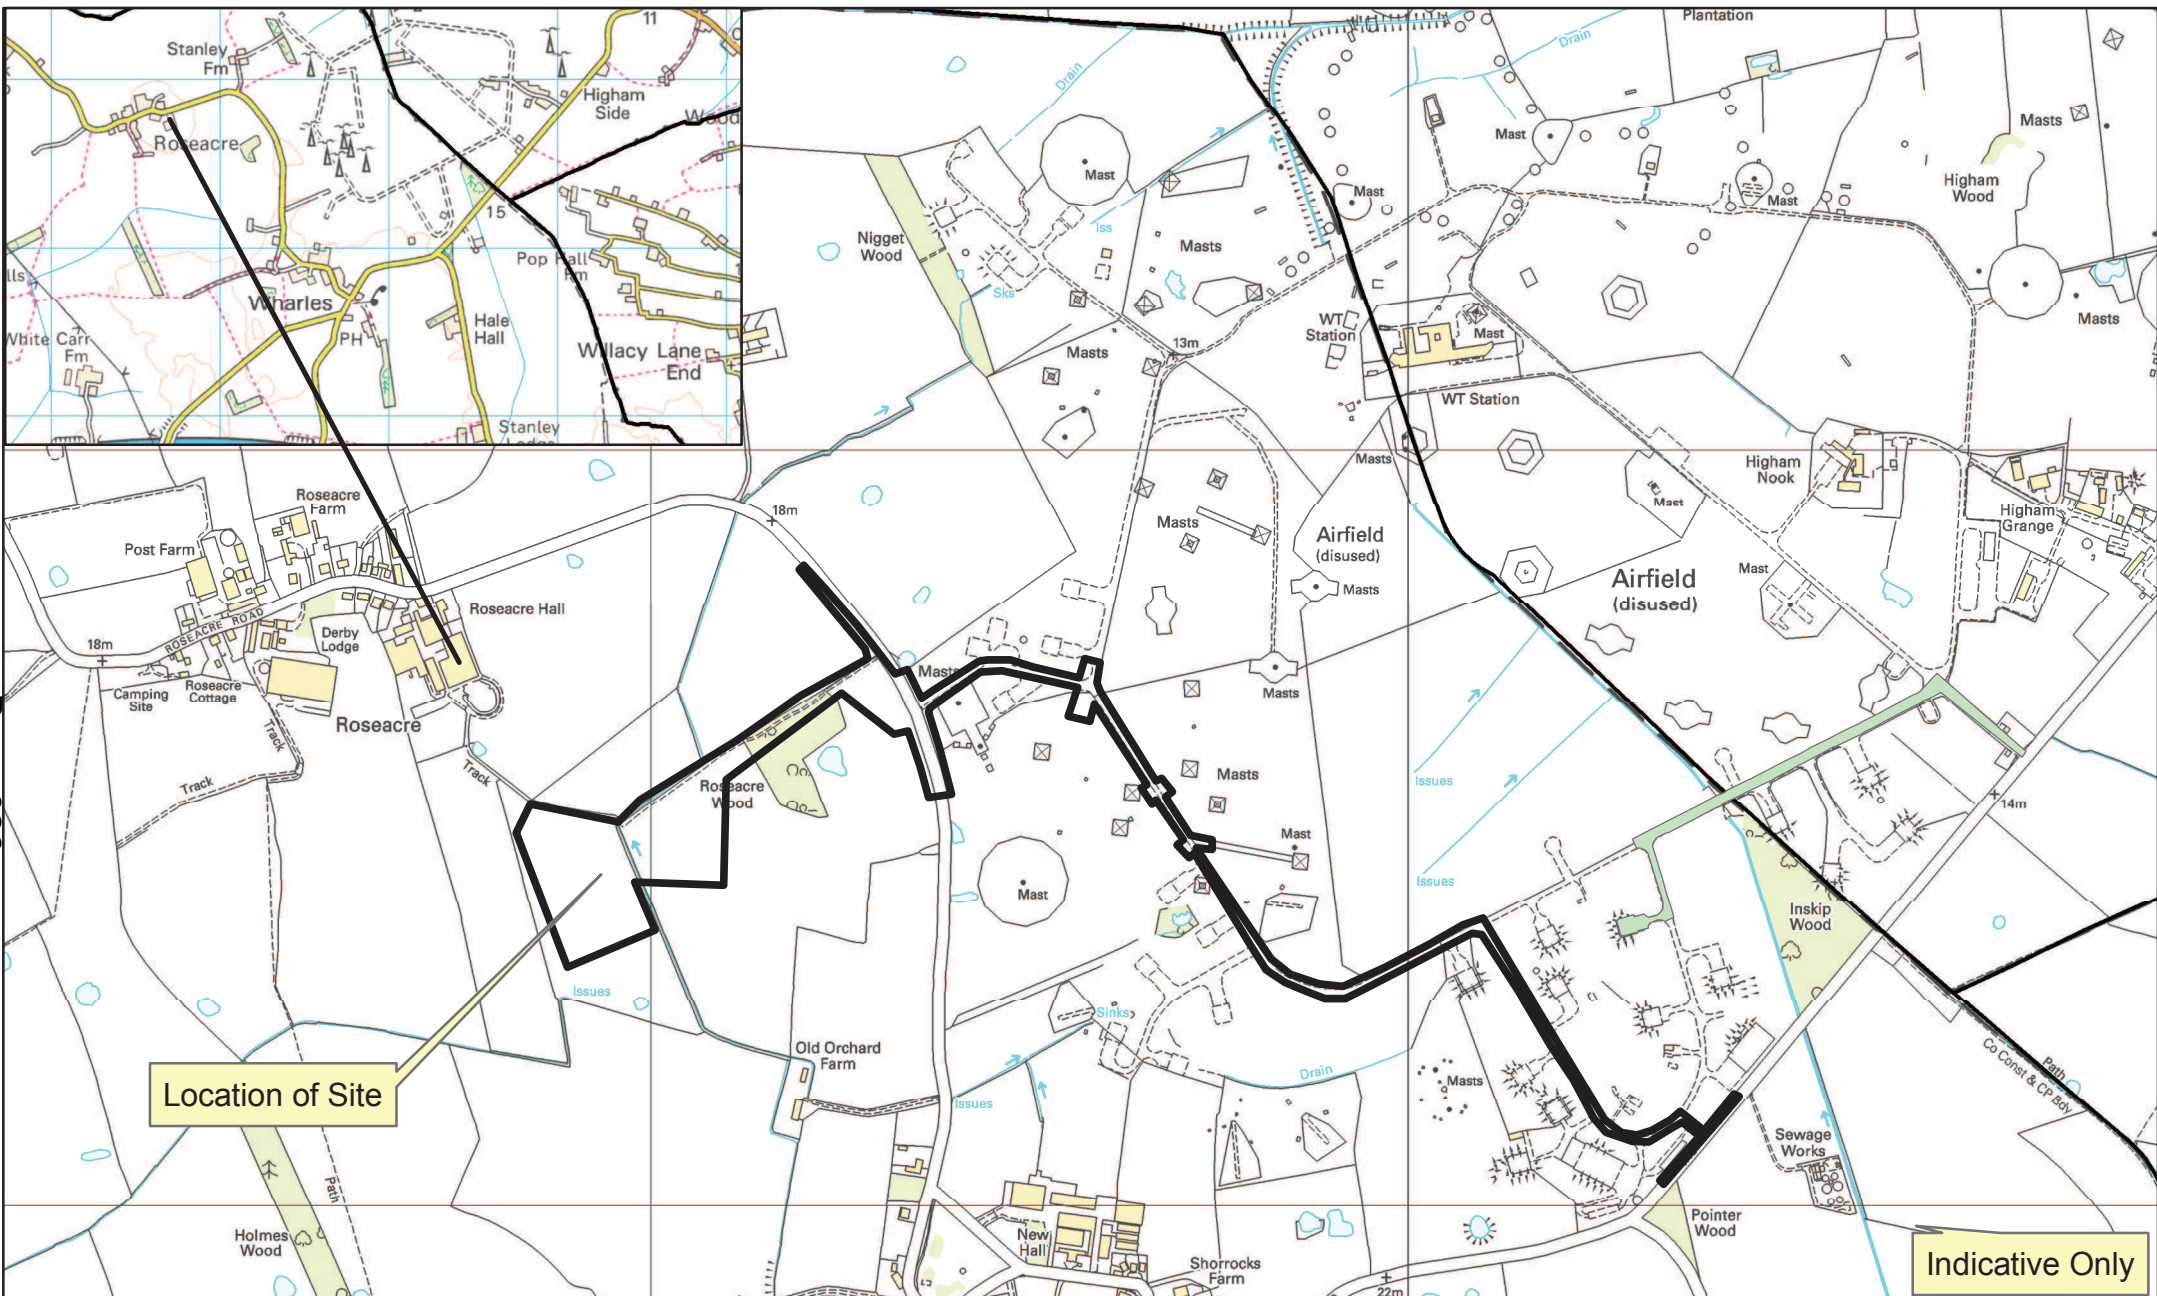 11
Stanley
Fm
Higham
Side
Wood
Roseacre
15
Pop Hall
Fm
Wharles
PH
Hale
Hall
White Carr
Fm
Willacy Lane
End
Stanley
Plantation
Drain
Drain
Mast
Mast
Masts
Mast
Mast
Higham
Wood
Nigget
Wood
Iss
Masts
Sks
WT
Station
Mast
Masts
Masts
13m
WT Station
Masts
Higham
Nook
Mast
Higham
Grange
Roseacre
Farm
18m
Masts
Airfield
(disused)
Post Farm
Masts
Airfield
(disused)
Mast
Roseacre Hall
ROSEACRE ROAD
Derby
Lodge
18m
Camping
Site
Roseacre
Cottage
Masts
Masts
Roseacre
Track
Track
Track
Roseacre
Wood
Masts
Issues
14m
Mast
Mast
Issues
Inskip
Wood
Issues
Sinks
Old Orchard
Farm
Co Const & CP Bdy
Path
Location of Site
Issues
Drain
Masts
Sewage
Works
Path
Holmes
Wood
New
Hall
Pointer
Wood
Shorrocks
Farm
22m
Indicative Only